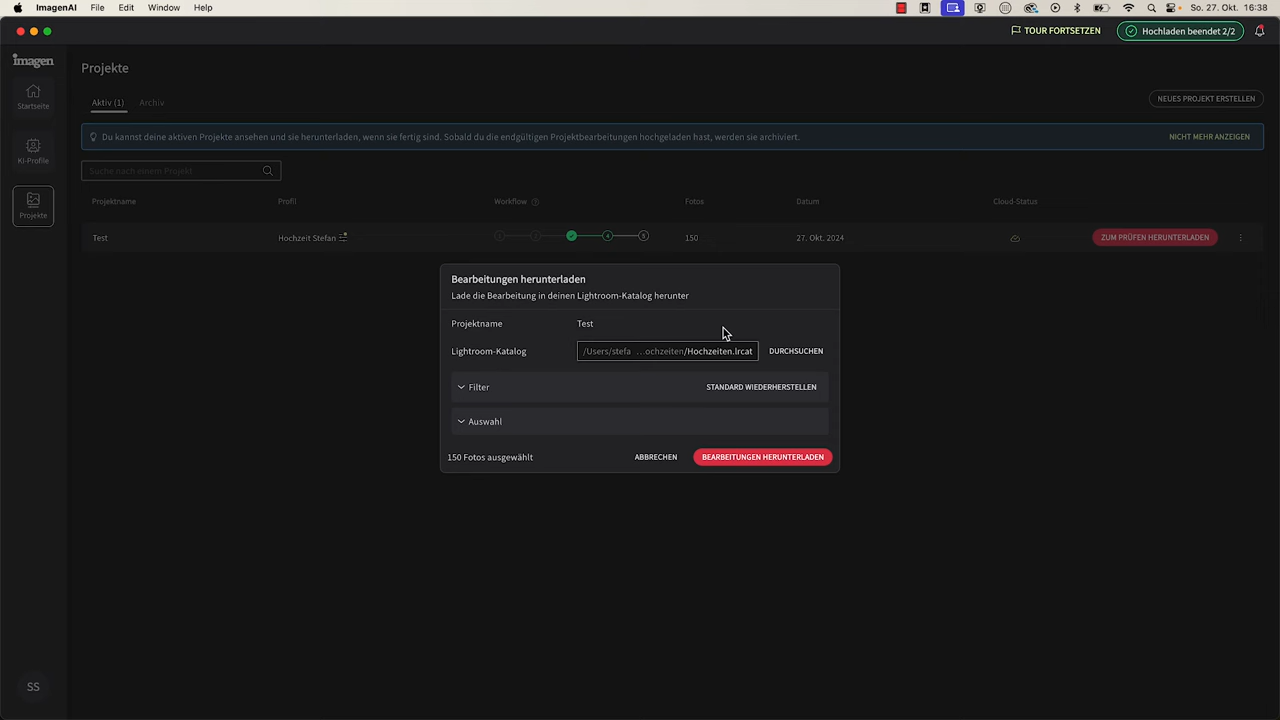 ImagenAI File Edit Window Help So. 27. Okt. 16:38
TOUR FORTSETZEN Hochladen beendet 2/2
imagen
Startseite
KI-Profile
Projekte
SS
Projekte
Aktiv (1) Archiv NEUES PROJEKT ERSTELLEN
Du kannst deine aktiven Projekte ansehen und sie herunterladen, wenn sie fertig sind. Sobald du die endgültigen Projektbearbeitungen hochgeladen hast, werden sie archiviert. NICHT MEHR ANZEIGEN
Suche nach einem Projekt
Projektname Profil Workflow Fotos Datum Cloud-Status
Test Hochzeit Stefan 1 2 4 5 150 27. Okt. 2024 ZUM PRÜFEN HERUNTERLADEN
Bearbeitungen herunterladen
Lade die Bearbeitung in deinen Lightroom-Katalog herunter
Projektname Test
Lightroom-Katalog /Users/stefa ...ochzeiten/Hochzeiten.lrcat DURCHSUCHEN
Filter STANDARD WIEDERHERSTELLEN
Auswahl
150 Fotos ausgewählt ABBRECHEN BEARBEITUNGEN HERUNTERLADEN